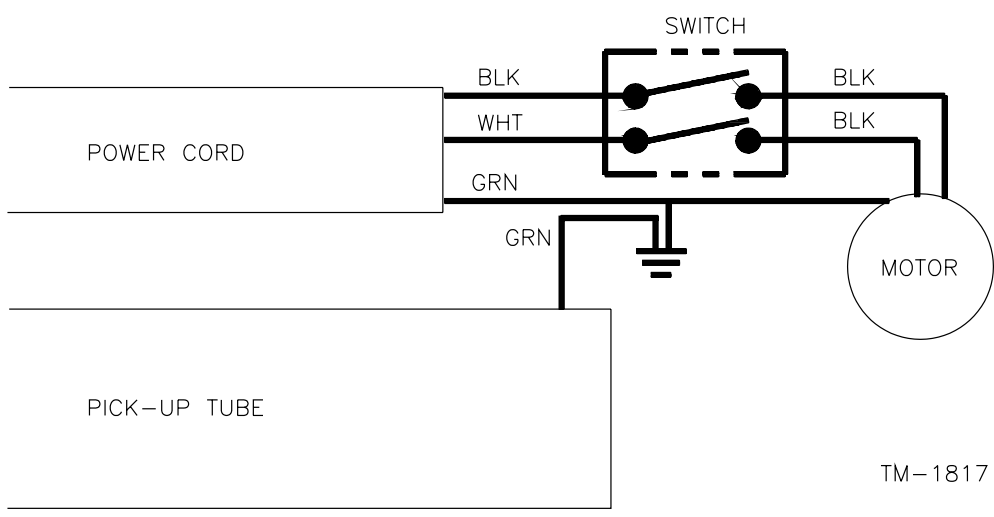 SWITCH
BLK
BLK
WHT
BLK
POWER CORD
GRN
GRN
MOTOR
PICK-UP TUBE
TM-1817